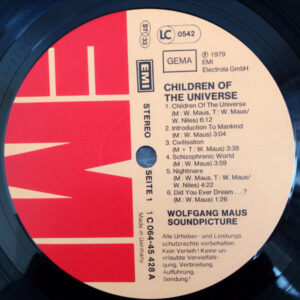 EMI
ST 33
EMI
LC 0542
GEMA
℗ 1979
EMI
Electrola GmbH
CHILDREN OF
THE UNIVERSE
1. Children Of The Universe
(M: W. Maus, T: W. Maus/
W. Niles) 6:12
2. Introduction To Mankind
(M: W. Maus) 3:04
3. Civilisation
(M + T: W. Maus) 3:36
4. Schizophrenic World
(M: W. Maus) 3:59
5. Nightmare
(M: W. Maus, T: W. Maus/
W. Niles) 4:22
6. Did You Ever Dream...?
(M: W. Maus) 1:26
WOLFGANG MAUS
SOUNDPICTURE
Alle Urheber- und Leistungs-
schutzrechte vorbehalten
Kein Verleih! Keine un-
erlaubte Vervielfälti-
gung, Verbreitung,
Aufführung,
Sendung!
STEREO
SEITE 1
1 C 064-45 428 A
Made in Germany